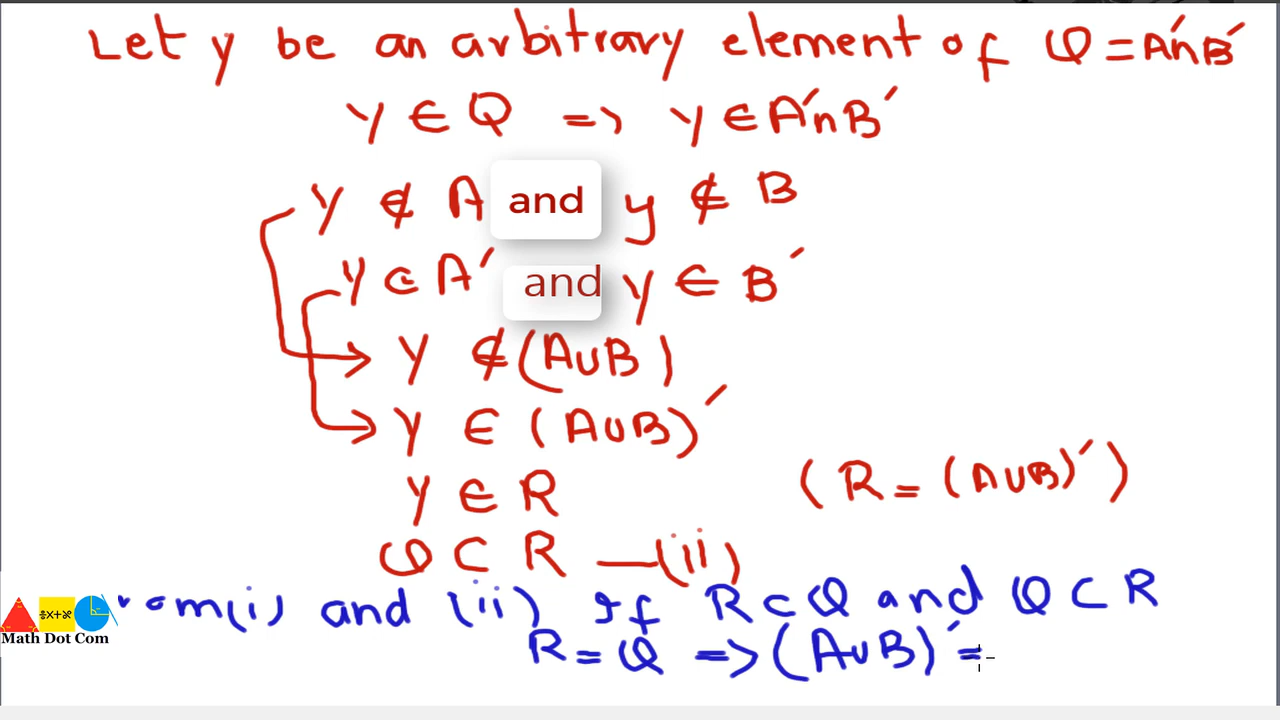 Let y be an arbitrary element of Q = A'∩B'
Y ∈ Q => Y ∈ A'∩B'
Y ∉ A and y ∉ B
Y ∈ A' and Y ∈ B'
Y ∉ (A∪B)
Y ∈ (A∪B)'
Y ∈ R (R = (A∪B)')
Q ⊂ R —(ii)
rom(i) and (ii) If R ⊂ Q and Q ⊂ R
R = Q => (A∪B)' =
Math Dot Com